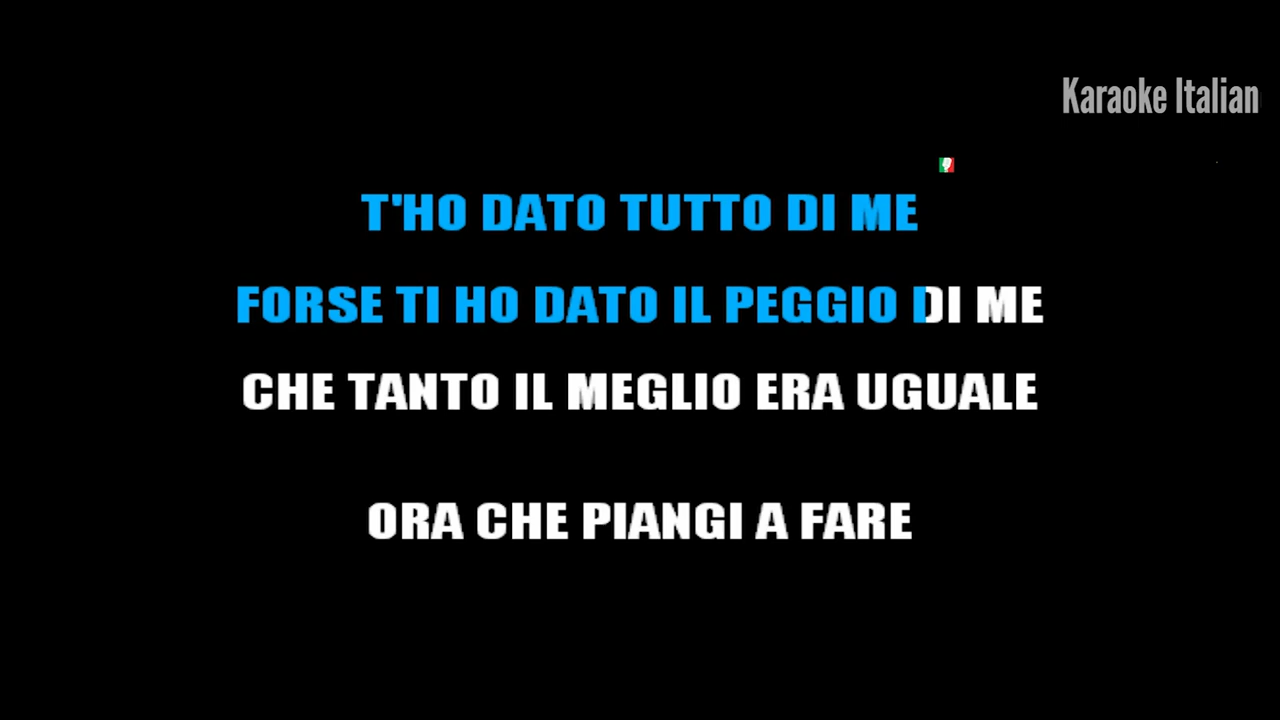 Karaoke Italian
T'HO DATO TUTTO DI ME
FORSE TI HO DATO IL PEGGIO DI ME
CHE TANTO IL MEGLIO ERA UGUALE
ORA CHE PIANGI A FARE